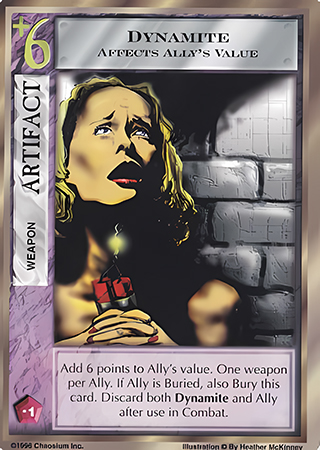 +6
DYNAMITE
AFFECTS ALLY'S VALUE
ARTIFACT
WEAPON
Add 6 points to Ally's value. One weapon
per Ally. If Ally is Buried, also Bury this
card. Discard both Dynamite and Ally
after use in Combat.
-1
©1996 Chaosium Inc.
Illustration © By Heather McKinney